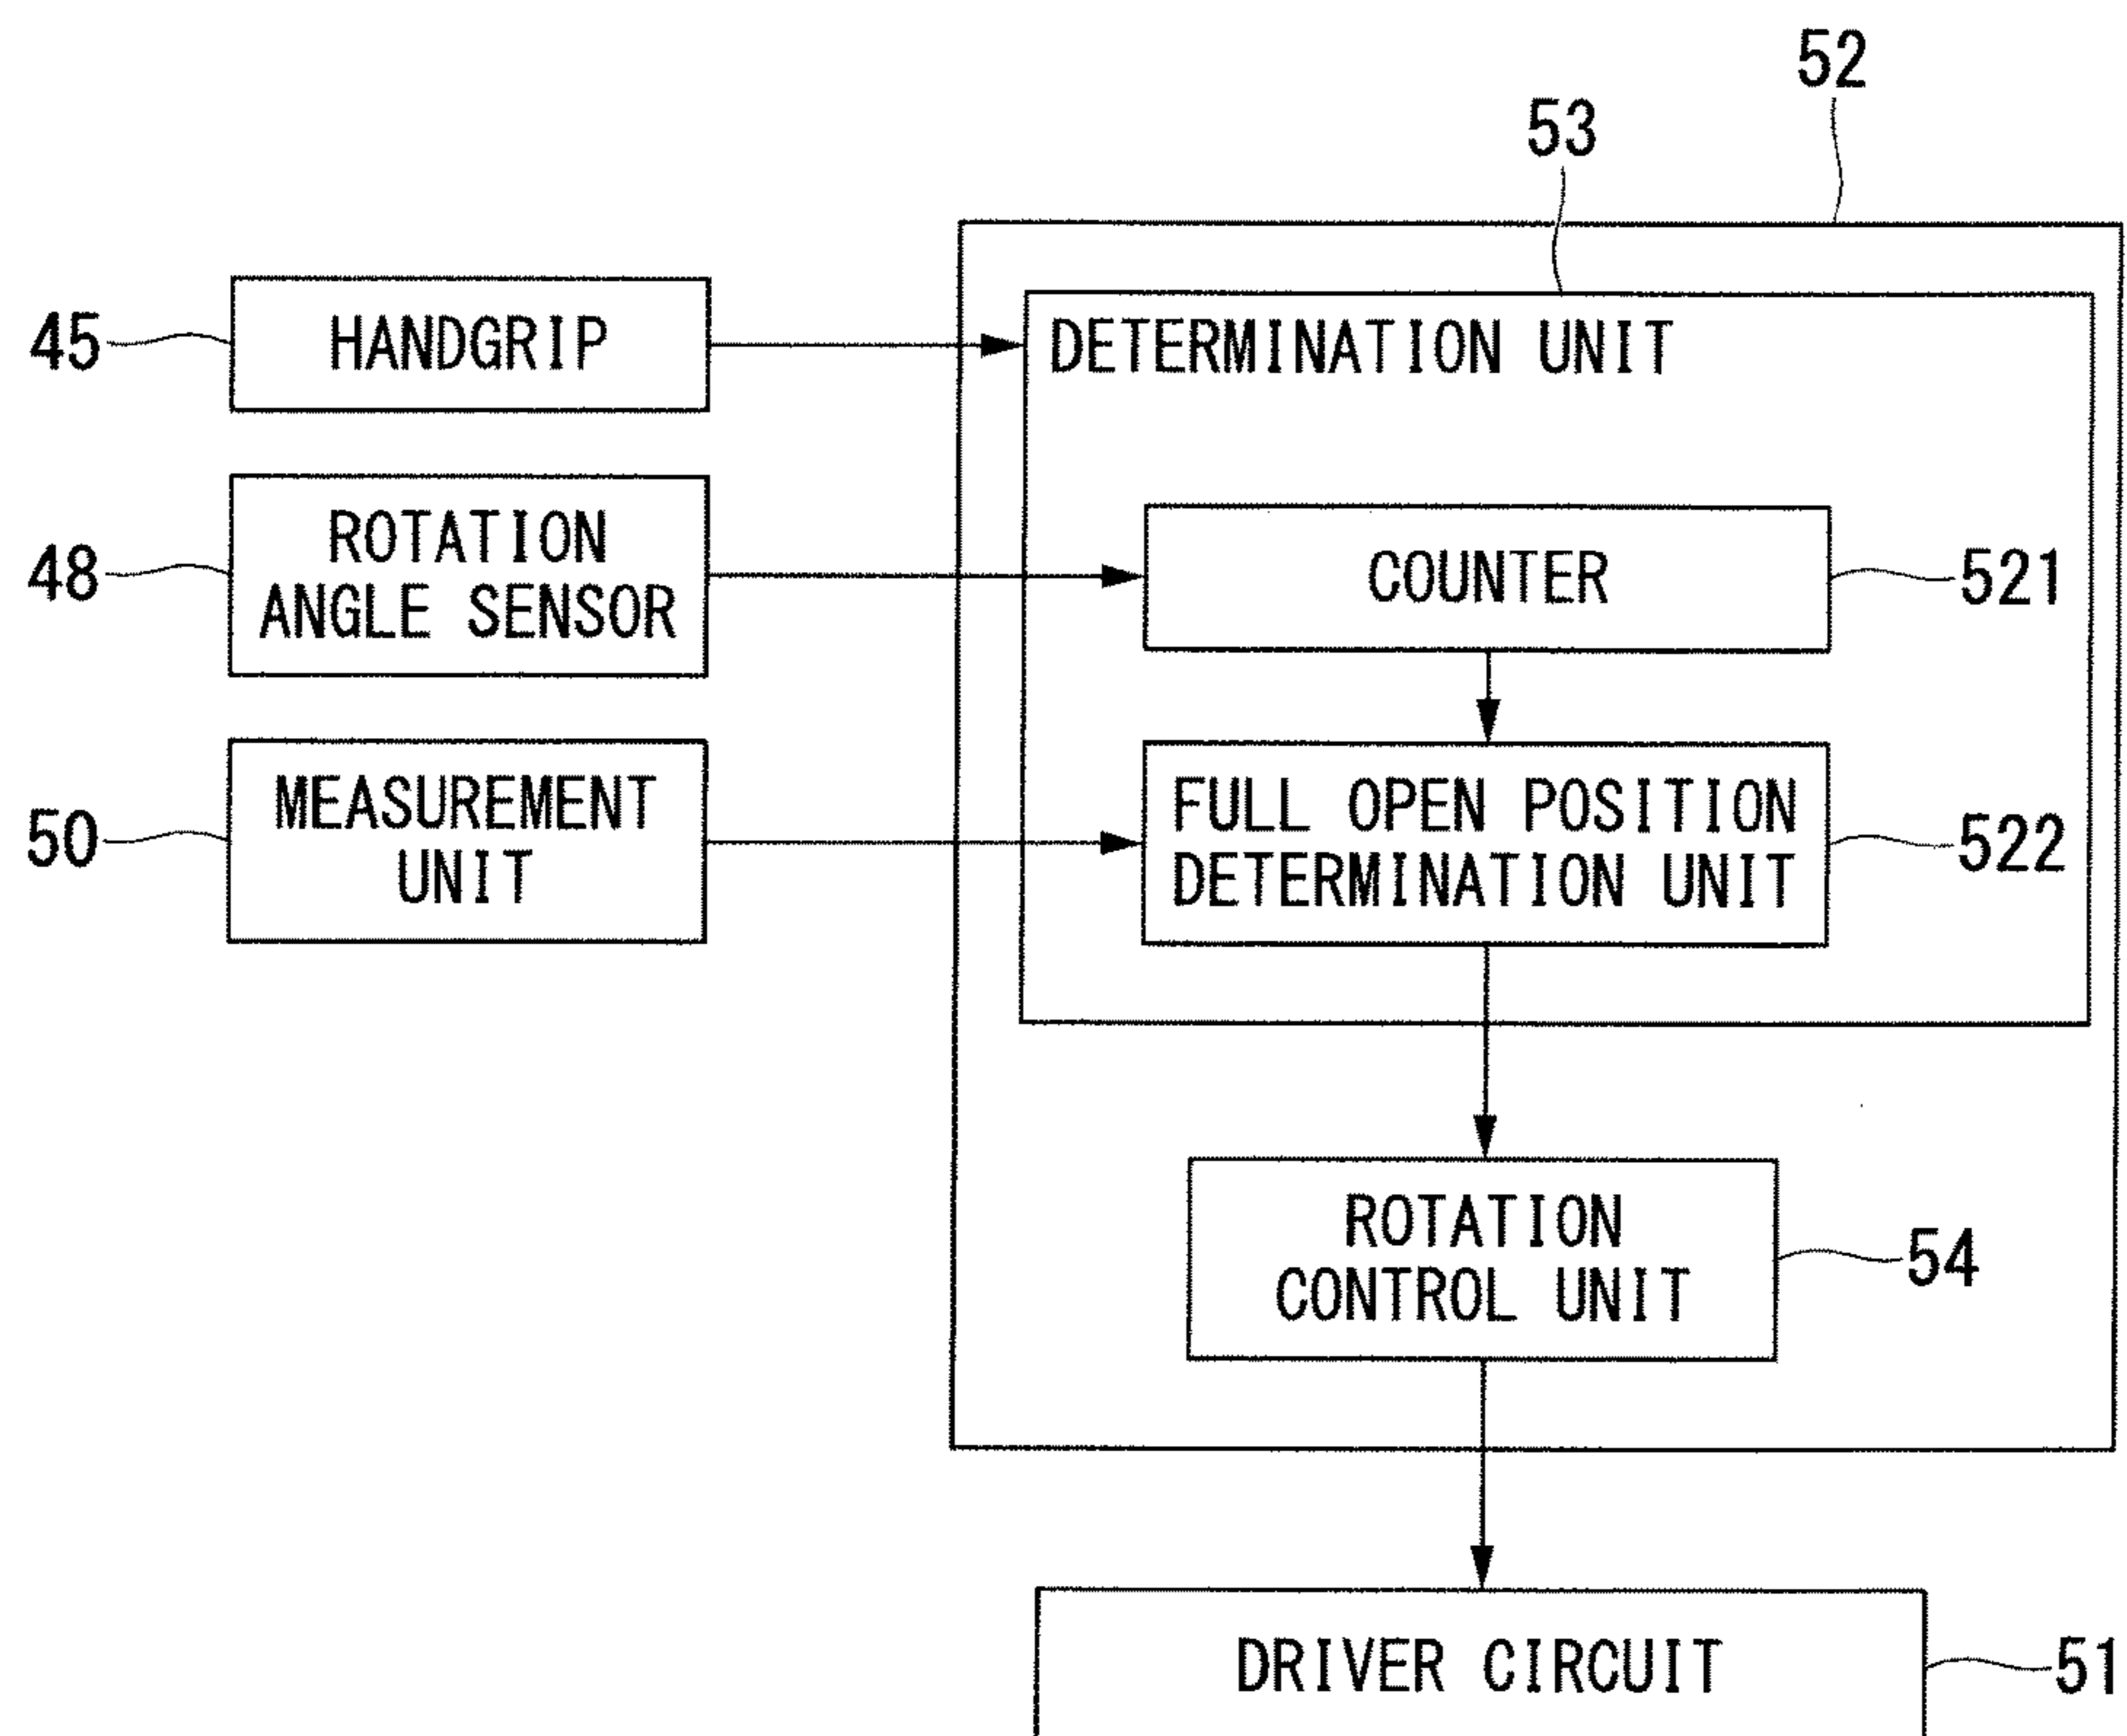 52
53
45
HANDGRIP
DETERMINATION UNIT
48
ROTATION
ANGLE SENSOR
COUNTER
521
50
MEASUREMENT
UNIT
FULL OPEN POSITION
DETERMINATION UNIT
522
ROTATION
CONTROL UNIT
54
DRIVER CIRCUIT
51